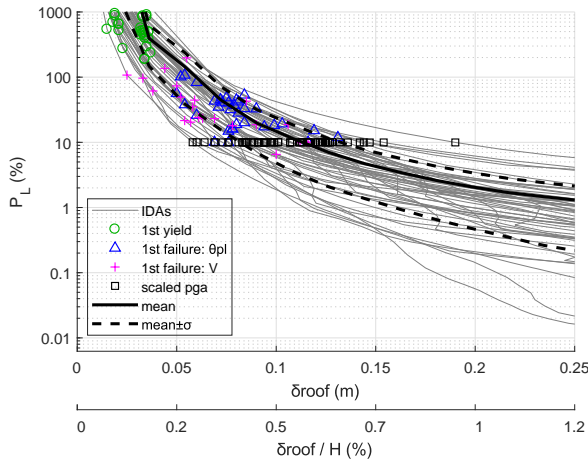 1000
100
10
1
0.1
0.01
P_L (%)
IDAs
1st yield
1st failure: θpl
1st failure: V
scaled pga
mean
mean±σ
0 0.05 0.1 0.15 0.2 0.25
δroof (m)
0 0.2 0.5 0.7 1 1.2
δroof / H (%)